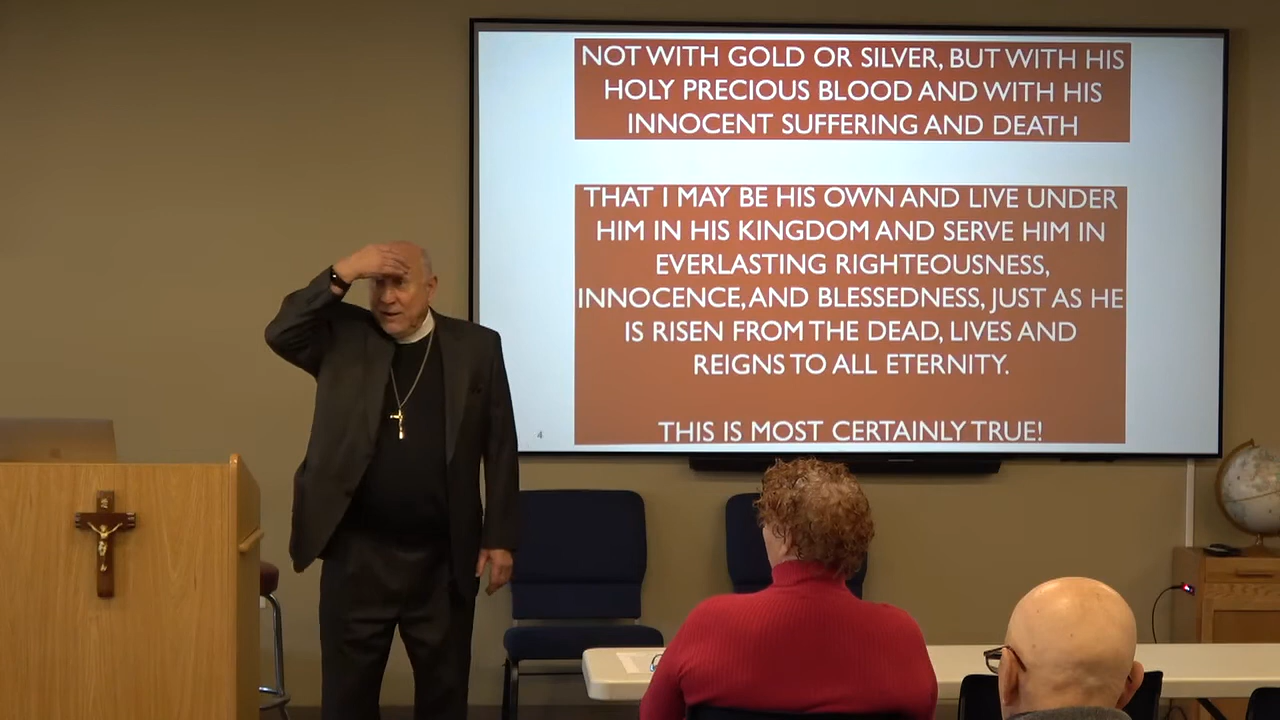 NOT WITH GOLD OR SILVER, BUT WITH HIS
HOLY PRECIOUS BLOOD AND WITH HIS
INNOCENT SUFFERING AND DEATH
THAT I MAY BE HIS OWN AND LIVE UNDER
HIM IN HIS KINGDOM AND SERVE HIM IN
EVERLASTING RIGHTEOUSNESS,
INNOCENCE, AND BLESSEDNESS, JUST AS HE
IS RISEN FROM THE DEAD, LIVES AND
REIGNS TO ALL ETERNITY.
THIS IS MOST CERTAINLY TRUE!
4